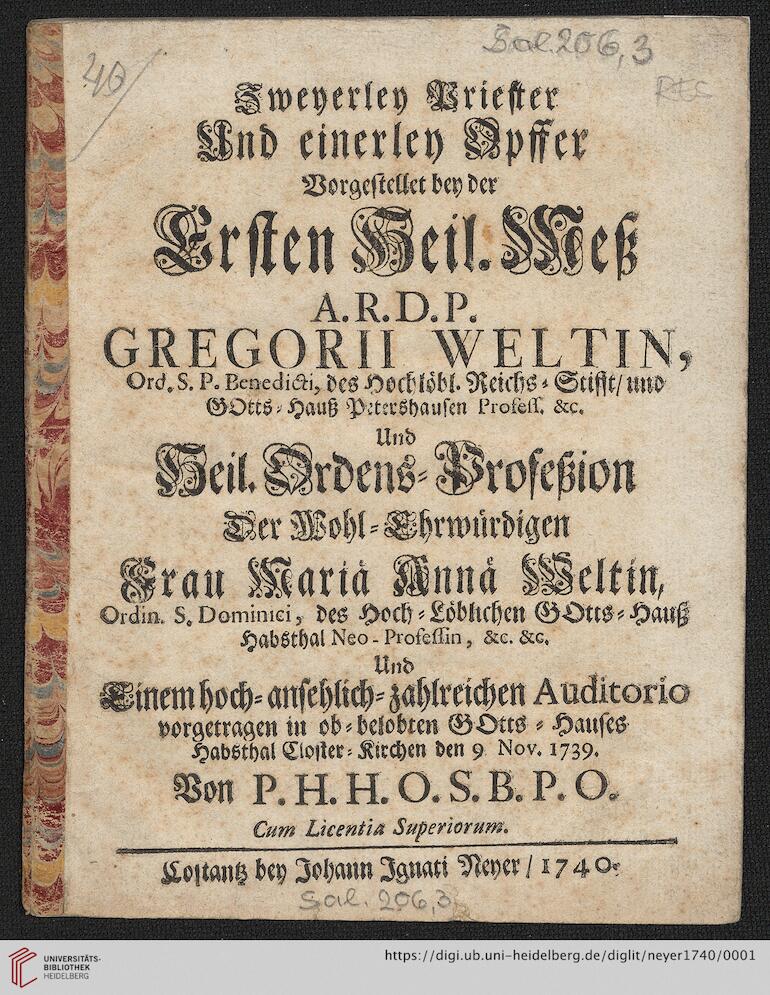 Sal. 206,3
40
Zweyerley Priester
Und einerley Opffer
Vorgestellet bey der
Ersten Heil. Meß
A. R. D. P.
GREGORII WELTIN,
Ord. S. P. Benedicti, des Hochlöbl. Reichs- Stifft/ und
GOtts- Hauß Petershausen Profess. &c.
Und
Heil. Ordens- Profeßion
Der Wohl- Ehrwürdigen
Frau Mariä Annä Weltin,
Ordin. S. Dominici, des Hoch- Löblichen GOtts- Hauß
Habsthal Neo- Professin, &c. &c.
Und
Einem hoch- ansehlich- zahlreichen Auditorio
vorgetragen in ob- belobten GOtts- Hauses
Habsthal Closter- Kirchen den 9 Nov. 1739.
Von P. H. H. O. S. B. P. O.
Cum Licentia Superiorum.
Costantz bey Johann Ignati Neyer/ 1740.
Sal. 206,3
UNIVERSITÄTS-
BIBLIOTHEK
HEIDELBERG
https://digi.ub.uni-heidelberg.de/diglit/neyer1740/0001